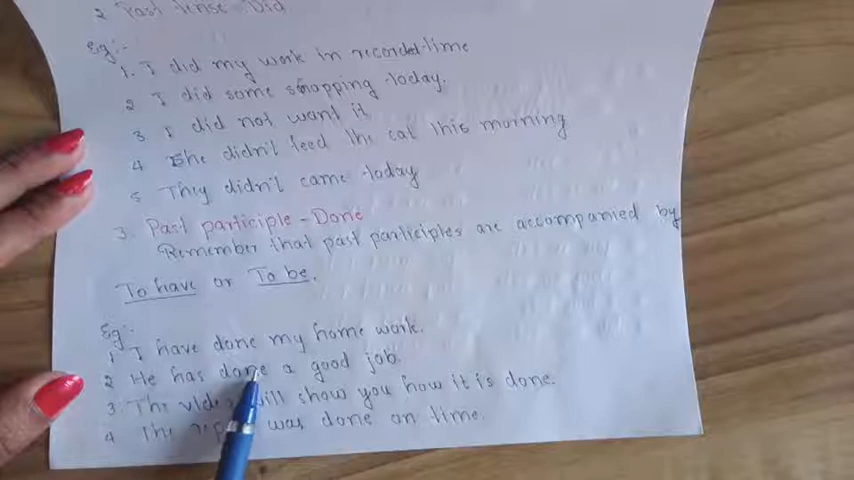 2 Past tense - Did
Eg:-
1. I did my work in recorded time
2 I did some shopping today.
3 I did not want it
4 She didn't feed the cat this morning
5 They didn't came today
3. Past participle - Done
Remember that past participles are accompanied by
To have or To be.
Eg:-
1 I have done my home work.
2 He has done a good job.
3 The will show you how it is done.
4 The was done on time.